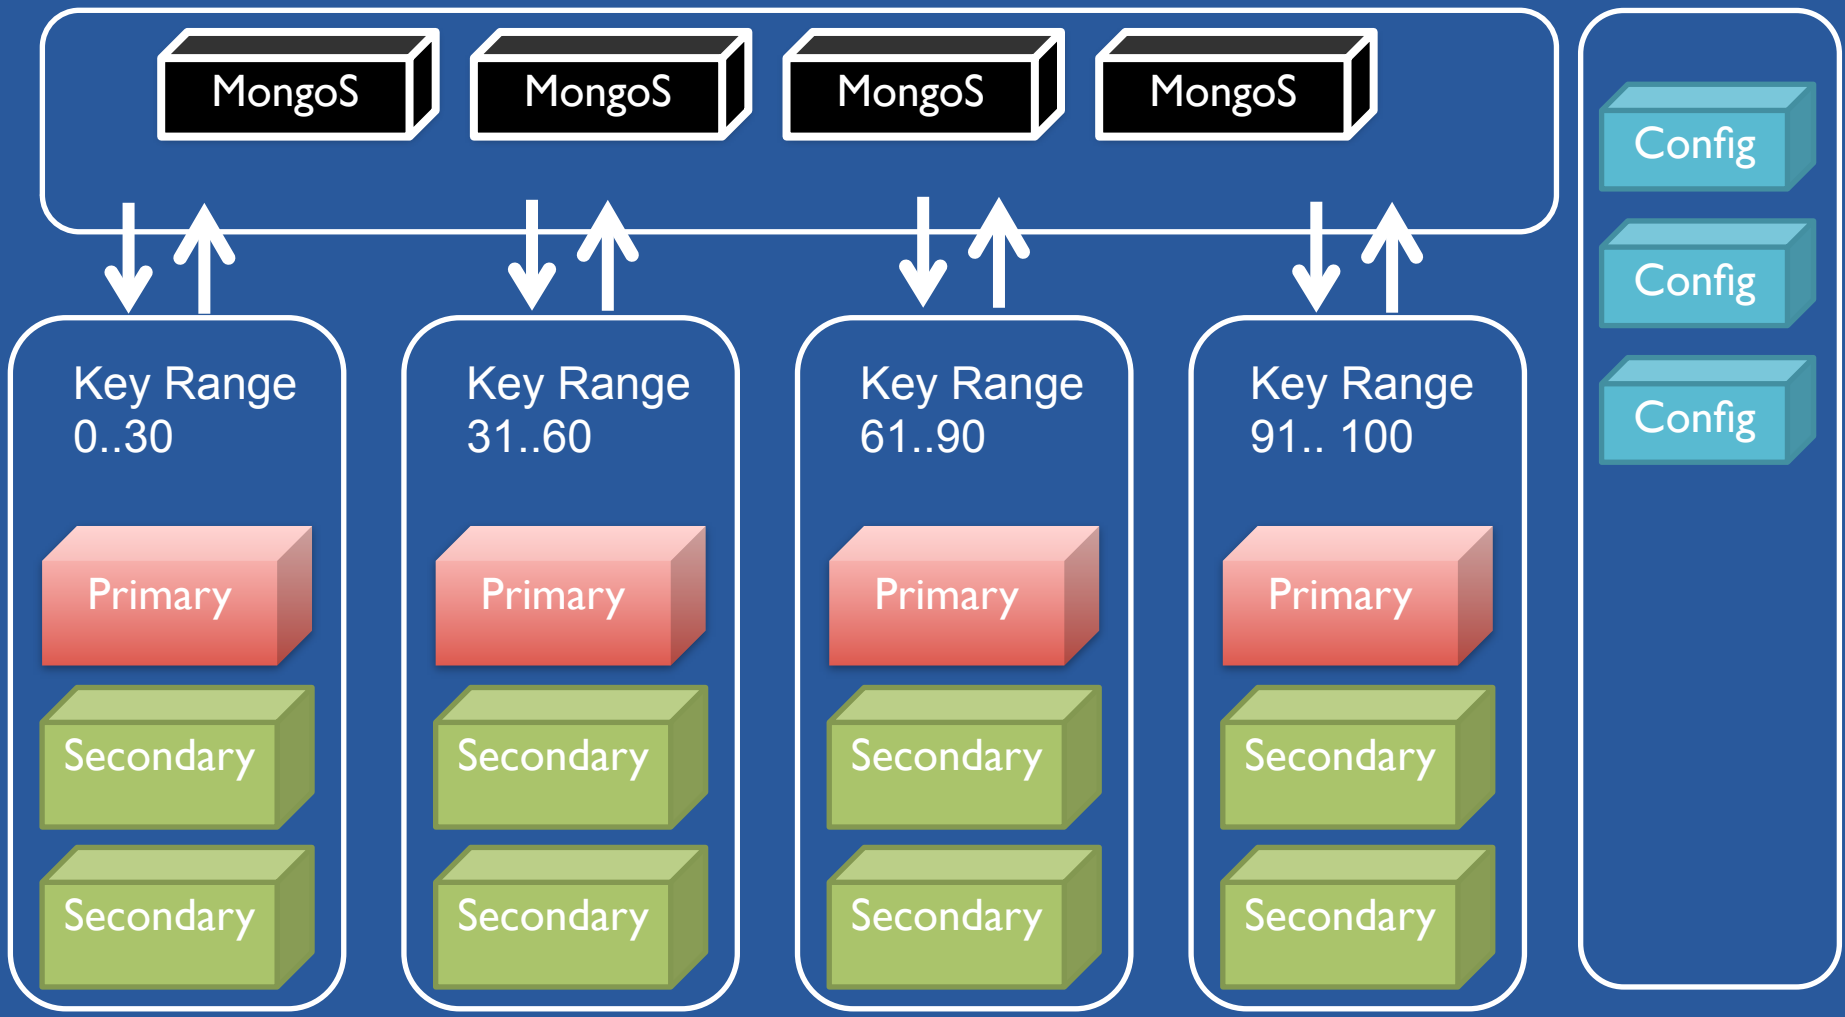 MongoS
MongoS
MongoS
MongoS
Config
Config
Config
Key Range
0..30
Primary
Secondary
Secondary
Key Range
31..60
Primary
Secondary
Secondary
Key Range
61..90
Primary
Secondary
Secondary
Key Range
91.. 100
Primary
Secondary
Secondary